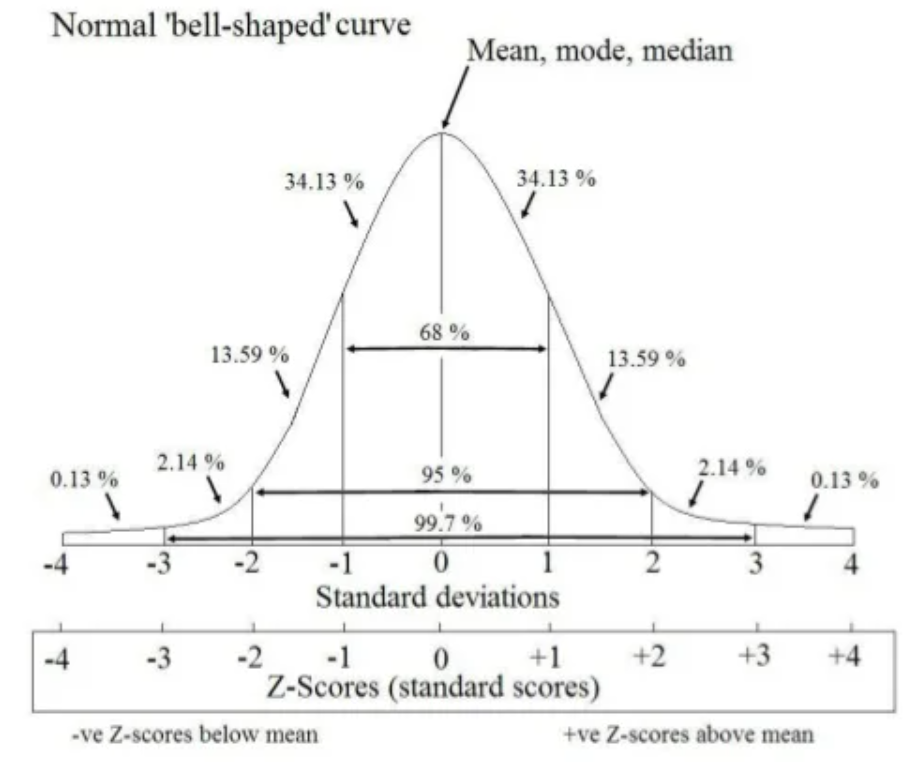 Normal 'bell-shaped' curve
Mean, mode, median
34.13 %
34.13 %
68 %
13.59 %
13.59 %
2.14 %
2.14 %
0.13 %
0.13 %
95 %
99.7 %
-4 -3 -2 -1 0 1 2 3 4
Standard deviations
-4 -3 -2 -1 0 +1 +2 +3 +4
Z-Scores (standard scores)
-ve Z-scores below mean
+ve Z-scores above mean